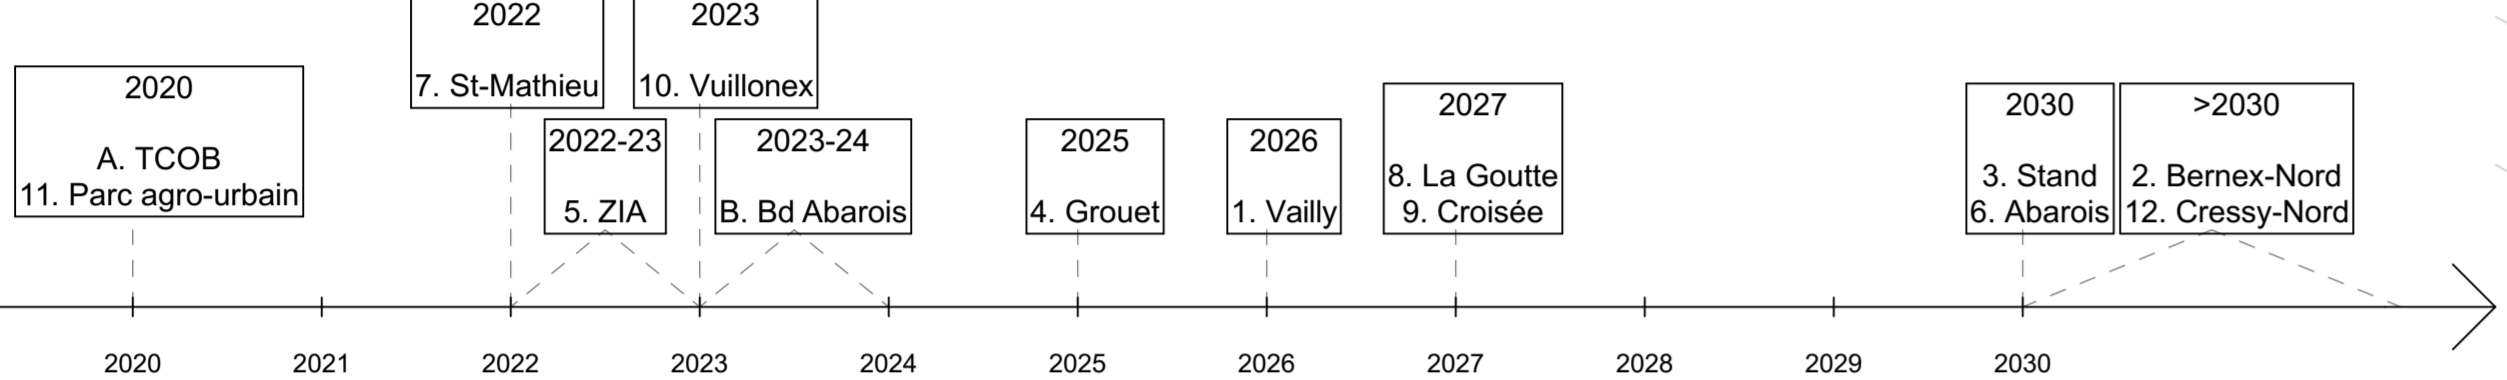 2020
A. TCOB
11. Parc agro-urbain
2022
7. St-Mathieu
2022-23
5. ZIA
2023
10. Vuillonex
2023-24
B. Bd Abarois
2025
4. Grouet
2026
1. Vailly
2027
8. La Goutte
9. Croisée
2030
3. Stand
6. Abarois
>2030
2. Bernex-Nord
12. Cressy-Nord
2020 2021 2022 2023 2024 2025 2026 2027 2028 2029 2030